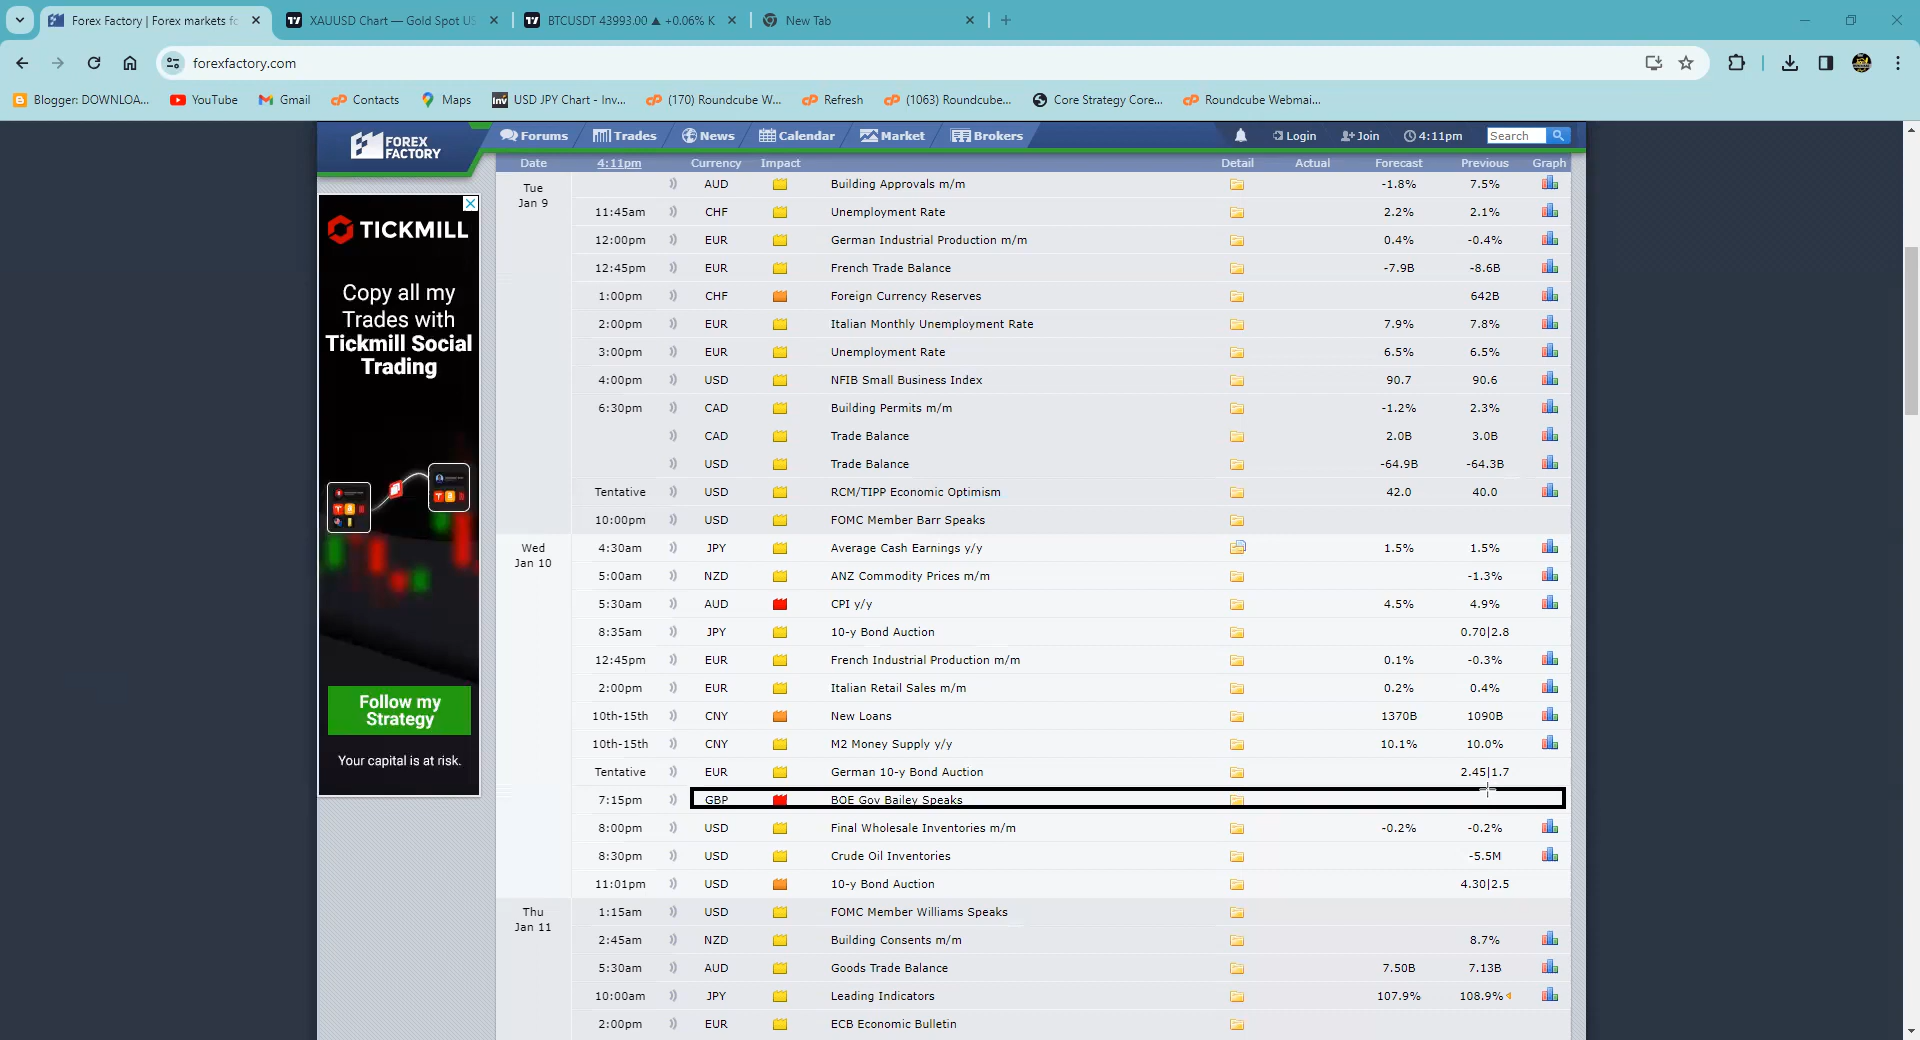 Forex Factory | Forex markets fo
XAUUSD Chart — Gold Spot US
BTCUSDT 43993.00 ▲ +0.06% K
New Tab
forexfactory.com
Blogger: DOWNLOA...
YouTube
Gmail
Contacts
Maps
Inv USD JPY Chart - Inv...
(170) Roundcube W...
Refresh
(1063) Roundcube...
Core Strategy Core...
Roundcube Webmai...
FOREX
FACTORY
Forums Trades News Calendar Market Brokers
Login Join 4:11pm Search
Date 4:11pm Currency Impact Detail Actual Forecast Previous Graph
Tue
Jan 9
AUD Building Approvals m/m -1.8% 7.5%
11:45am CHF Unemployment Rate 2.2% 2.1%
12:00pm EUR German Industrial Production m/m 0.4% -0.4%
12:45pm EUR French Trade Balance -7.9B -8.6B
1:00pm CHF Foreign Currency Reserves 642B
2:00pm EUR Italian Monthly Unemployment Rate 7.9% 7.8%
3:00pm EUR Unemployment Rate 6.5% 6.5%
4:00pm USD NFIB Small Business Index 90.7 90.6
6:30pm CAD Building Permits m/m -1.2% 2.3%
CAD Trade Balance 2.0B 3.0B
USD Trade Balance -64.9B -64.3B
Tentative USD RCM/TIPP Economic Optimism 42.0 40.0
10:00pm USD FOMC Member Barr Speaks
Wed
Jan 10
4:30am JPY Average Cash Earnings y/y 1.5% 1.5%
5:00am NZD ANZ Commodity Prices m/m -1.3%
5:30am AUD CPI y/y 4.5% 4.9%
8:35am JPY 10-y Bond Auction 0.70|2.8
12:45pm EUR French Industrial Production m/m 0.1% -0.3%
2:00pm EUR Italian Retail Sales m/m 0.2% 0.4%
10th-15th CNY New Loans 1370B 1090B
10th-15th CNY M2 Money Supply y/y 10.1% 10.0%
Tentative EUR German 10-y Bond Auction 2.45|1.7
7:15pm GBP BOE Gov Bailey Speaks
8:00pm USD Final Wholesale Inventories m/m -0.2% -0.2%
8:30pm USD Crude Oil Inventories -5.5M
11:01pm USD 10-y Bond Auction 4.30|2.5
Thu
Jan 11
1:15am USD FOMC Member Williams Speaks
2:45am NZD Building Consents m/m 8.7%
5:30am AUD Goods Trade Balance 7.50B 7.13B
10:00am JPY Leading Indicators 107.9% 108.9%
2:00pm EUR ECB Economic Bulletin
TICKMILL
Copy all my
Trades with
Tickmill Social
Trading
Follow my
Strategy
Your capital is at risk.